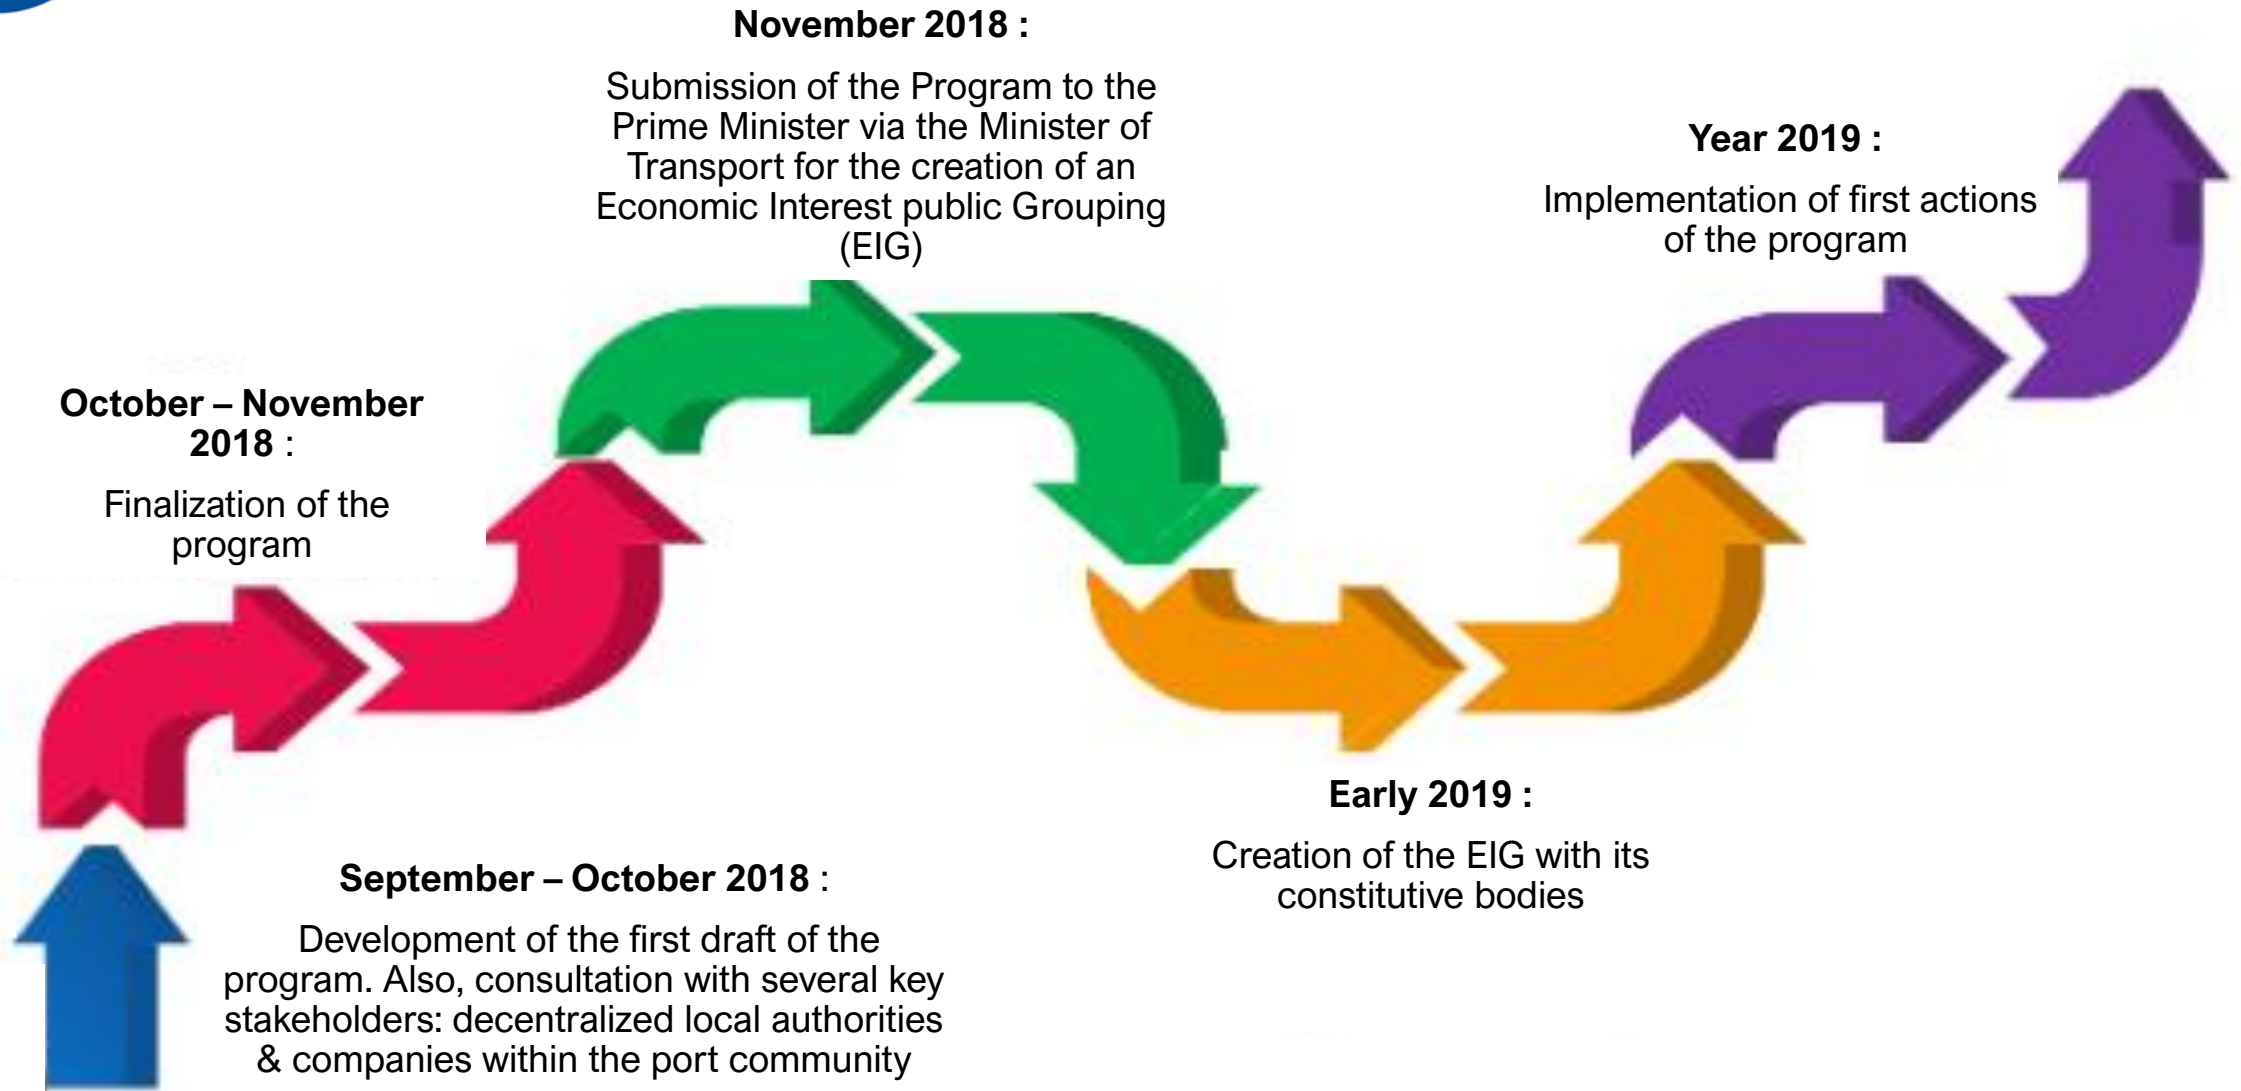 November 2018 :
Submission of the Program to the
Prime Minister via the Minister of
Transport for the creation of an
Economic Interest public Grouping
(EIG)
Year 2019 :
Implementation of first actions
of the program
October – November
2018 :
Finalization of the
program
Early 2019 :
Creation of the EIG with its
constitutive bodies
September – October 2018 :
Development of the first draft of the
program. Also, consultation with several key
stakeholders: decentralized local authorities
& companies within the port community